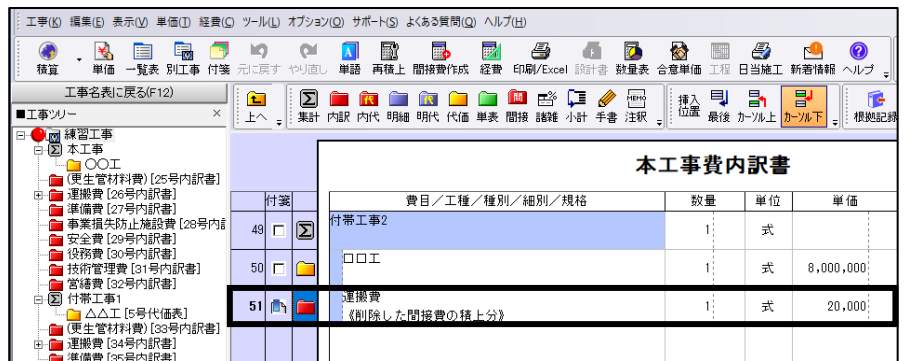 工事(K) 編集(E) 表示(V) 単価(T) 経費(C) ツール(L) オプション(O) サポート(S) よくある質問(Q) ヘルプ(H)
積算 単価 一覧表 別工事 付箋 元に戻す やり直し 単語 再積上 間接費作成 経費 印刷/Excel 設計書 数量表 合意単価 工程 日当施工 新着情報 ヘルプ
工事名表に戻る(F12)
上へ 集計 内訳 内代 明細 明代 代価 単表 間接 諸雑 小計 手書 注釈 挿入位置 最後 カーソル上 カーソル下 根拠記録
■工事ツリー ×
練習工事
本工事
〇〇工
(更生管材料費)[25号内訳書]
運搬費[26号内訳書]
準備費[27号内訳書]
事業損失防止施設費[28号内訳
安全費[29号内訳書]
役務費[30号内訳書]
技術管理費[31号内訳書]
営繕費[32号内訳書]
付帯工事1
△△工[5号代価表]
(更生管材料費)[33号内訳書]
運搬費[34号内訳書]
準備費[35号内訳書]
本工事費内訳書
付箋 費目/工種/種別/細別/規格 数量 単位 単価
49 付帯工事2 1 式
50 □□工 1 式 8,000,000
51 運搬費 1 式 20,000
《削除した間接費の積上分》